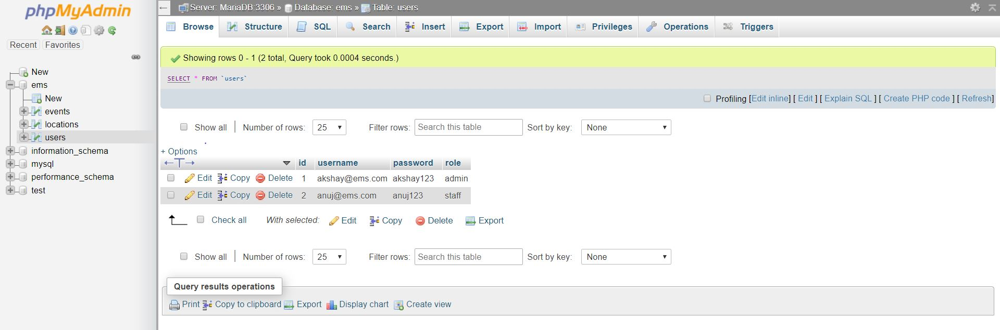 phpMyAdmin
Recent Favorites
New
ems
New
events
locations
users
information_schema
mysql
performance_schema
test
Server: MariaDB:3306 » Database: ems » Table: users
Browse Structure SQL Search Insert Export Import Privileges Operations Triggers
Showing rows 0 - 1 (2 total, Query took 0.0004 seconds.)
SELECT * FROM `users`
Profiling [Edit inline] [ Edit ] [ Explain SQL ] [ Create PHP code ] [ Refresh]
Show all Number of rows: 25 Filter rows: Search this table Sort by key: None
+ Options
id username password role
Edit Copy Delete 1 akshay@ems.com akshay123 admin
Edit Copy Delete 2 anuj@ems.com anuj123 staff
Check all With selected: Edit Copy Delete Export
Show all Number of rows: 25 Filter rows: Search this table Sort by key: None
Query results operations
Print Copy to clipboard Export Display chart Create view